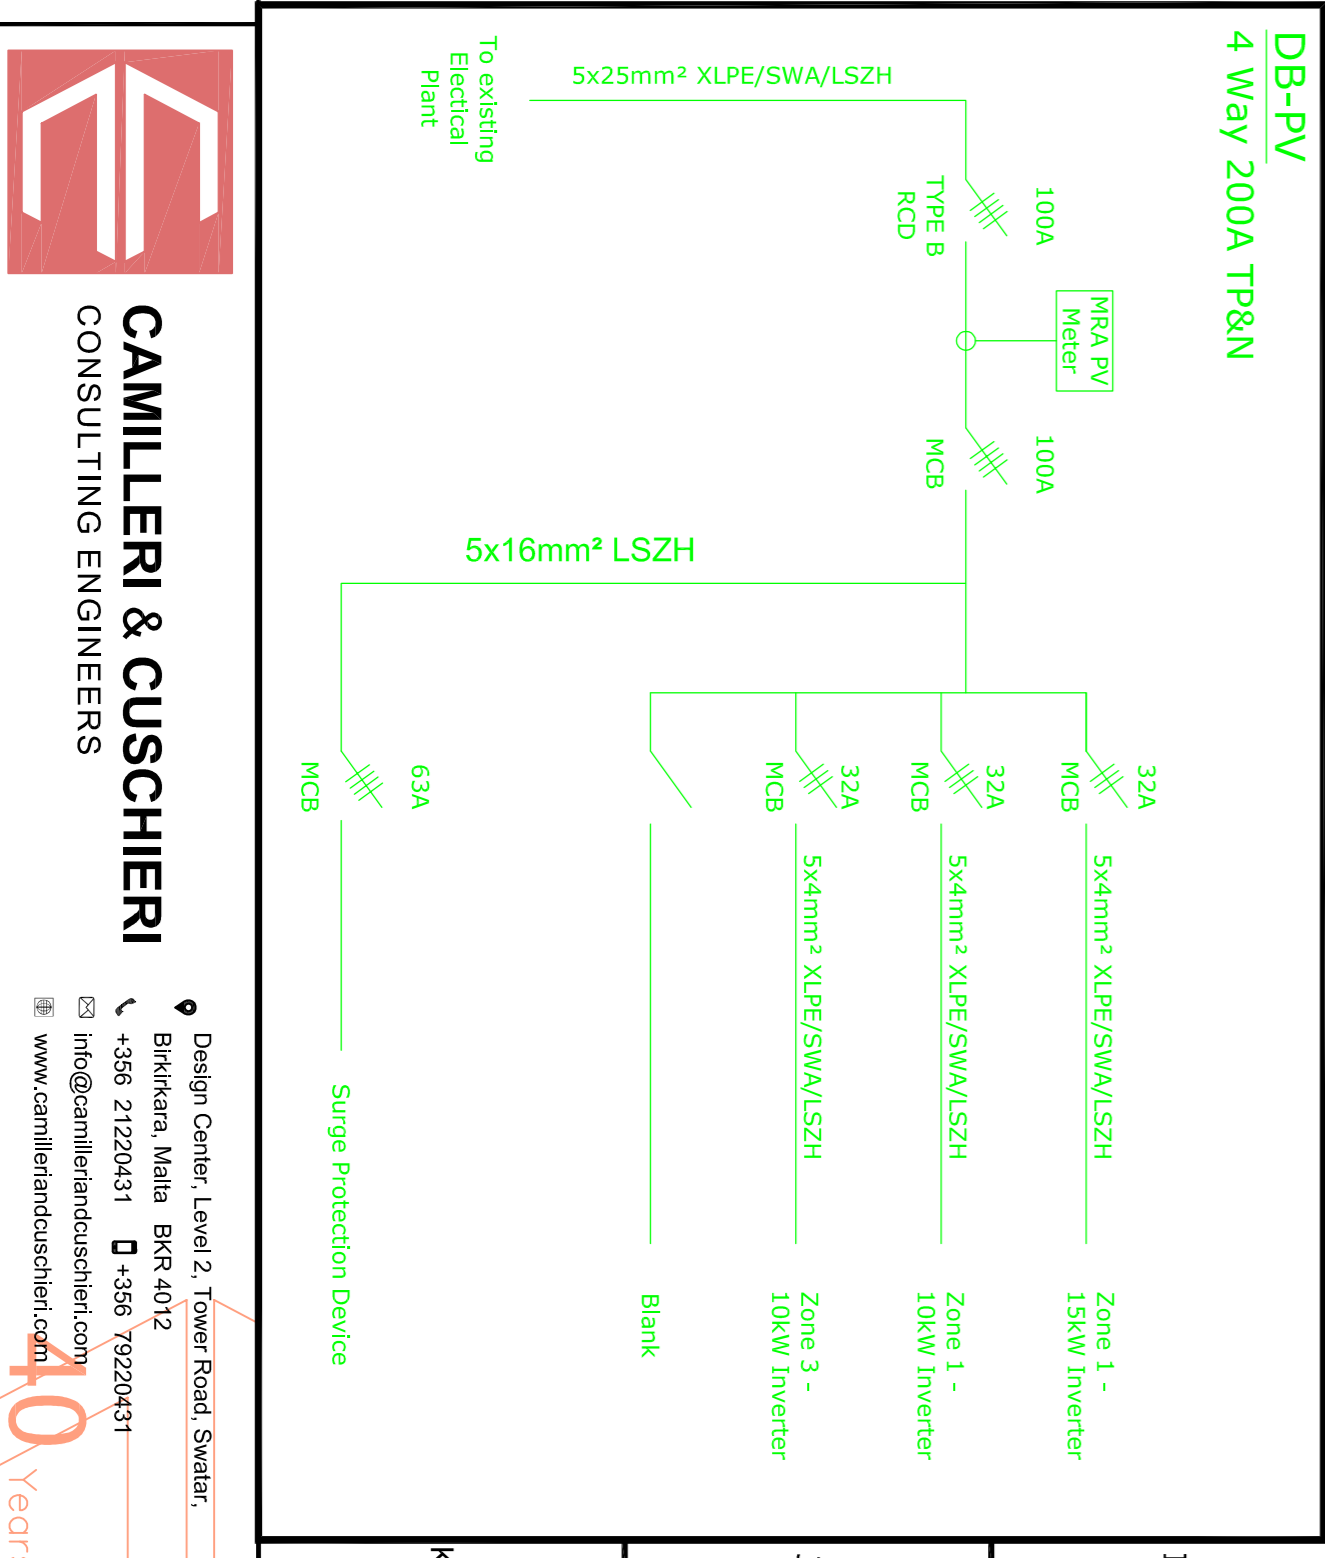 DB-PV
4 Way 200A TP&N
To existing
Electical
Plant
5x25mm² XLPE/SWA/LSZH
100A
TYPE B
RCD
MRA PV
Meter
100A
MCB
5x16mm² LSZH
32A
MCB
5x4mm² XLPE/SWA/LSZH
Zone 1 -
15kW Inverter
32A
MCB
5x4mm² XLPE/SWA/LSZH
Zone 1 -
10kW Inverter
32A
MCB
5x4mm² XLPE/SWA/LSZH
Zone 3 -
10kW Inverter
Blank
63A
MCB
Surge Protection Device
CAMILLERI & CUSCHIERI
CONSULTING ENGINEERS
Design Center, Level 2, Tower Road, Swatar,
Birkirkara, Malta BKR 4012
+356 21220431 +356 79220431
info@camilleriandcuschieri.com
www.camilleriandcuschieri.com
40 Years